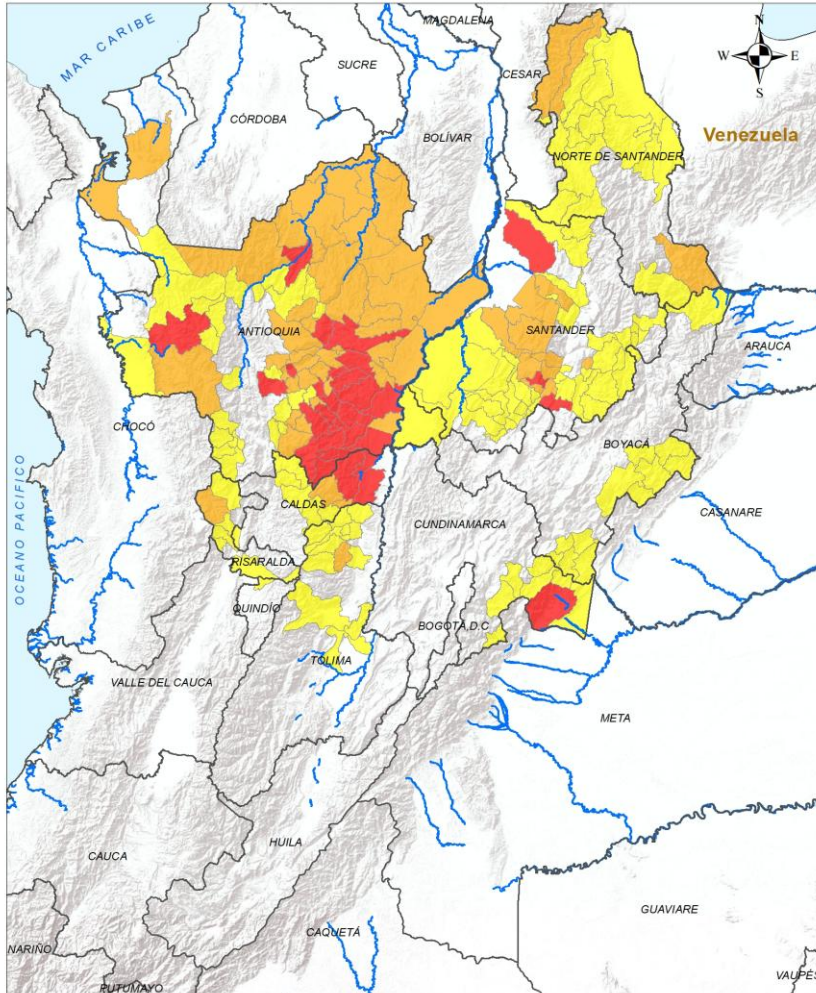 MAGDALENA
N
MAR CARIBE
SUCRE
CESAR
W
E
S
CÓRDOBA
BOLÍVAR
Venezuela
NORTE DE SANTANDER
ANTIOQUIA
SANTANDER
ARAUCA
CHOCÓ
BOYACÁ
OCEANO PACIFICO
CALDAS
CUNDINAMARCA
CASANARE
RISARALDA
QUINDÍO
BOGOTÁ, D.C
TOLIMA
VALLE DEL CAUCA
META
HUILA
CAUCA
GUAVIARE
CAQUETÁ
NARIÑO
PUTUMAYO
VAUPÉS